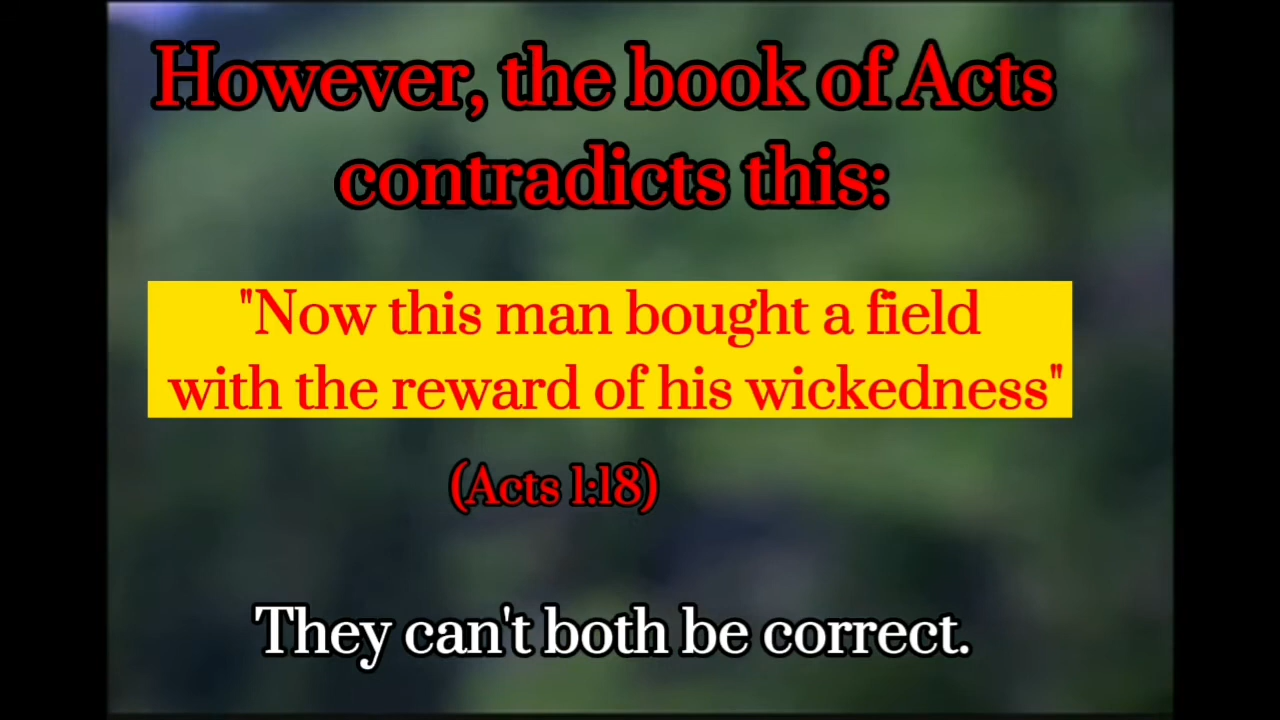 However, the book of Acts
contradicts this:
"Now this man bought a field
with the reward of his wickedness"
(Acts 1:18)
They can't both be correct.